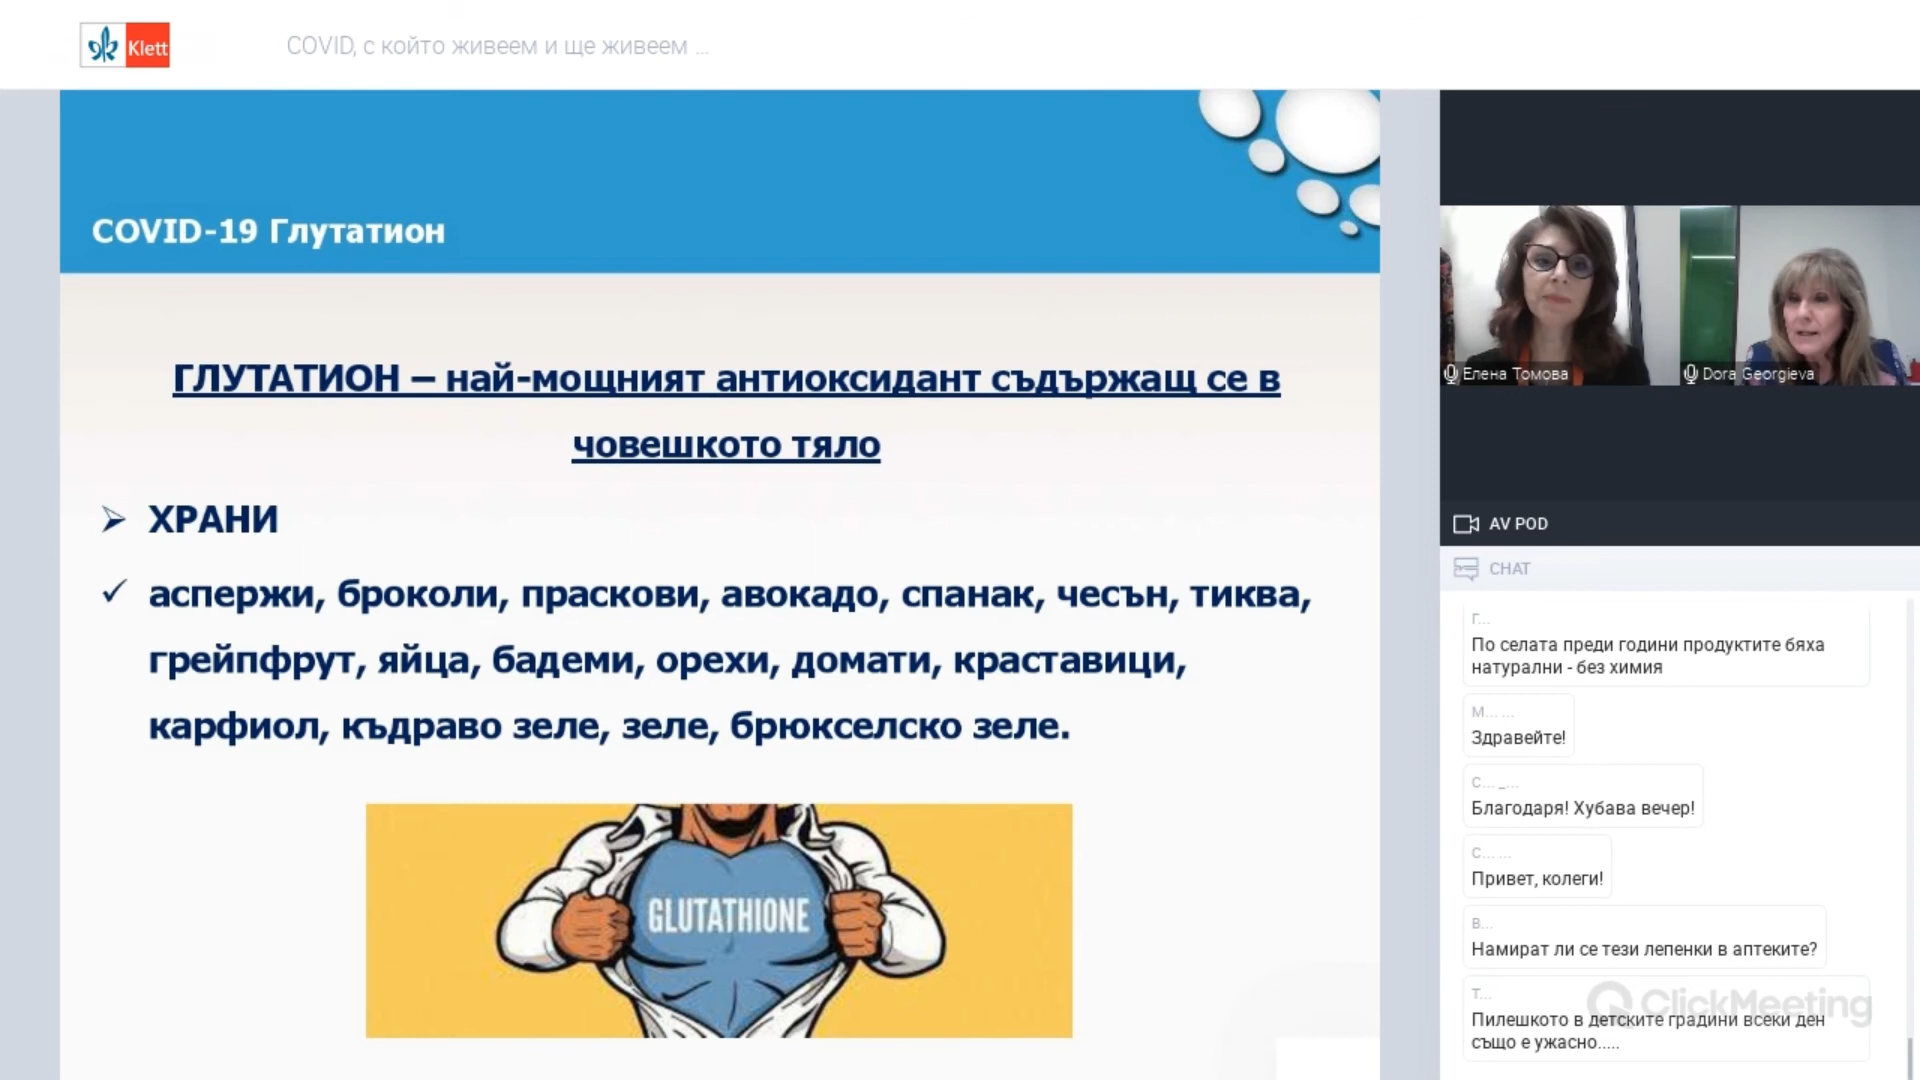 Klett
COVID, с който живеем и ще живеем ...
COVID-19 Глутатион
ГЛУТАТИОН – най-мощният антиоксидант съдържащ се в
човешкото тяло
ХРАНИ
аспержи, броколи, праскови, авокадо, спанак, чесън, тиква,
грейпфрут, яйца, бадеми, орехи, домати, краставици,
карфиол, къдраво зеле, зеле, брюкселско зеле.
GLUTATHIONE
Елена Томова
Dora Georgieva
AV POD
CHAT
Г...
По селата преди години продуктите бяха
натурални - без химия
М... ...
Здравейте!
С... _...
Благодаря! Хубава вечер!
С... ...
Привет, колеги!
В...
Намират ли се тези лепенки в аптеките?
Т...
Пилешкото в детските градини всеки ден
също е ужасно.....
ClickMeeting